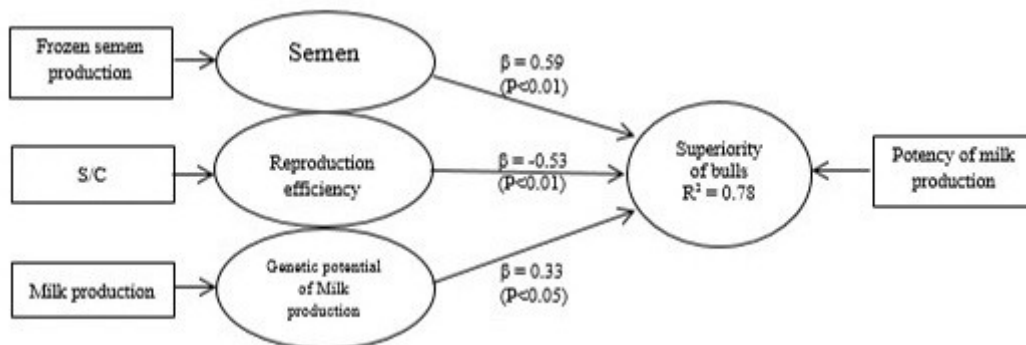 Frozen semen
production
Semen
β = 0.59
(P<0.01)
S/C
Reproduction
efficiency
β = -0.53
(P<0.01)
Superiority
of bulls
R² = 0.78
Potency of milk
production
Milk production
Genetic potential
of Milk
production
β = 0.33
(P<0.05)